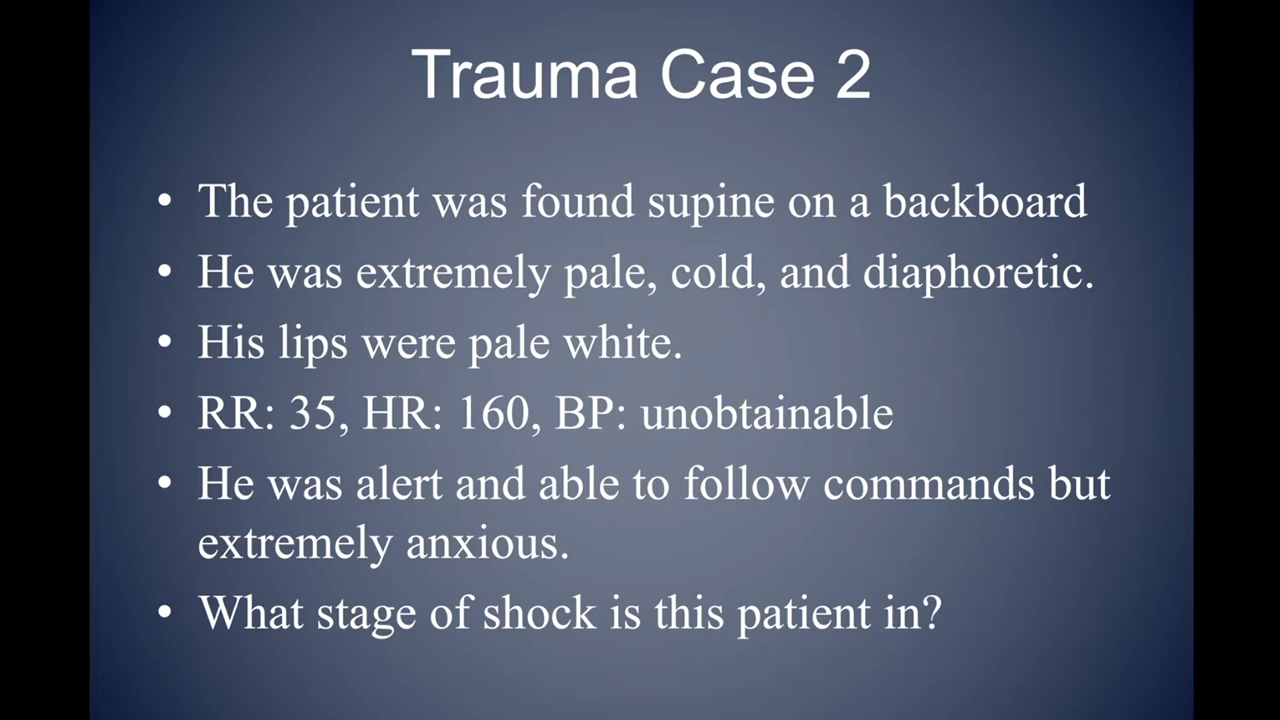 Trauma Case 2
• The patient was found supine on a backboard
• He was extremely pale, cold, and diaphoretic.
• His lips were pale white.
• RR: 35, HR: 160, BP: unobtainable
• He was alert and able to follow commands but
extremely anxious.
• What stage of shock is this patient in?